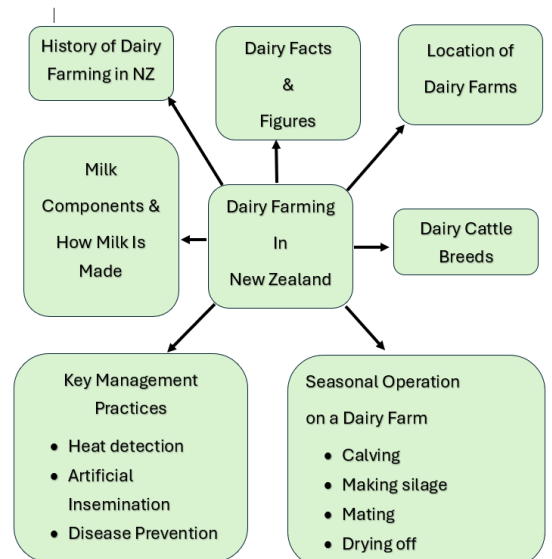 History of Dairy
Farming in NZ
Dairy Facts
&
Figures
Location of
Dairy Farms
Milk
Components &
How Milk Is
Made
Dairy Farming
In
New Zealand
Dairy Cattle
Breeds
Key Management
Practices
• Heat detection
• Artificial
Insemination
• Disease Prevention
Seasonal Operation
on a Dairy Farm
• Calving
• Making silage
• Mating
• Drying off